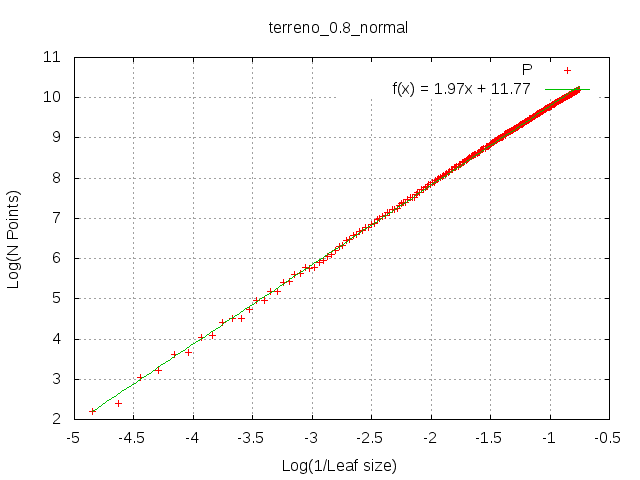 terreno_0.8_normal
11
10
9
8
7
6
5
4
3
2
Log(N Points)
P
f(x) = 1.97x + 11.77
-5 -4.5 -4 -3.5 -3 -2.5 -2 -1.5 -1 -0.5
Log(1/Leaf size)